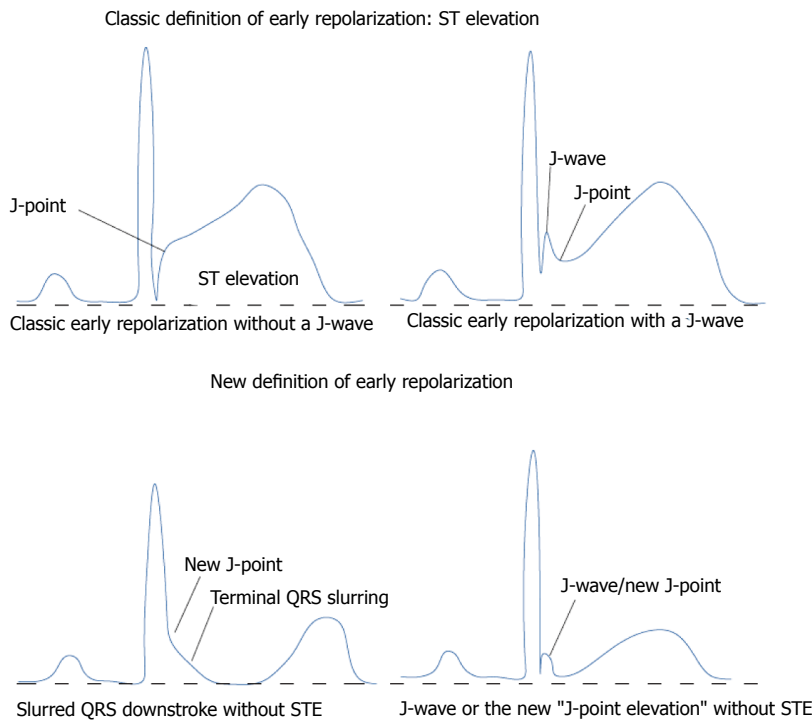 Classic definition of early repolarization: ST elevation
J-point
ST elevation
Classic early repolarization without a J-wave
J-wave
J-point
Classic early repolarization with a J-wave
New definition of early repolarization
New J-point
Terminal QRS slurring
Slurred QRS downstroke without STE
J-wave/new J-point
J-wave or the new "J-point elevation" without STE